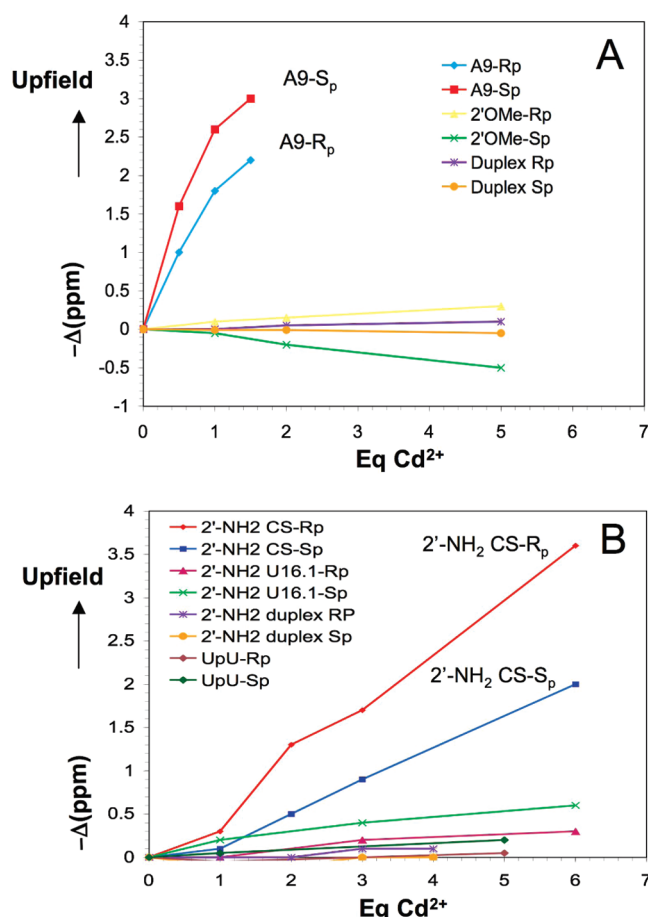 A
Upfield
−Δ(ppm)
4
3.5
3
2.5
2
1.5
1
0.5
0
-0.5
-1
A9-Sp
A9-Rp
A9-Rp
A9-Sp
2'OMe-Rp
2'OMe-Sp
Duplex Rp
Duplex Sp
0 1 2 3 4 5 6 7
Eq Cd²⁺
B
Upfield
−Δ(ppm)
4
3.5
3
2.5
2
1.5
1
0.5
0
2'-NH2 CS-Rp
2'-NH2 CS-Sp
2'-NH2 U16.1-Rp
2'-NH2 U16.1-Sp
2'-NH2 duplex RP
2'-NH2 duplex Sp
UpU-Rp
UpU-Sp
2'-NH₂ CS-Rp
2'-NH₂ CS-Sp
0 1 2 3 4 5 6 7
Eq Cd²⁺